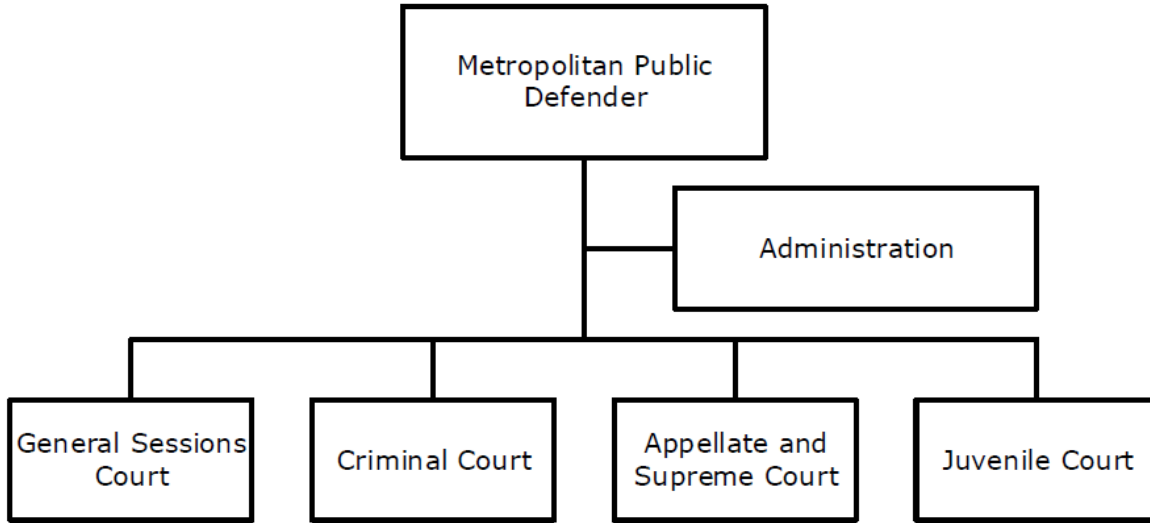 Metropolitan Public
Defender
Administration
General Sessions
Court
Criminal Court
Appellate and
Supreme Court
Juvenile Court